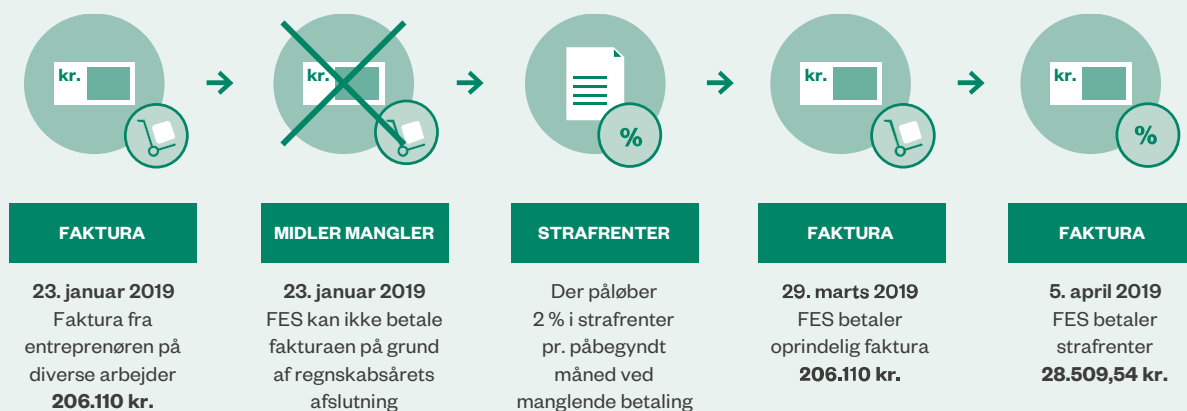 kr.
kr.
%
kr.
kr.
%
FAKTURA
23. januar 2019
Faktura fra
entreprenøren på
diverse arbejder
206.110 kr.
MIDLER MANGLER
23. januar 2019
FES kan ikke betale
fakturaen på grund
af regnskabsårets
afslutning
STRAFRENTER
Der påløber
2 % i strafrenter
pr. påbegyndt
måned ved
manglende betaling
FAKTURA
29. marts 2019
FES betaler
oprindelig faktura
206.110 kr.
FAKTURA
5. april 2019
FES betaler
strafrenter
28.509,54 kr.